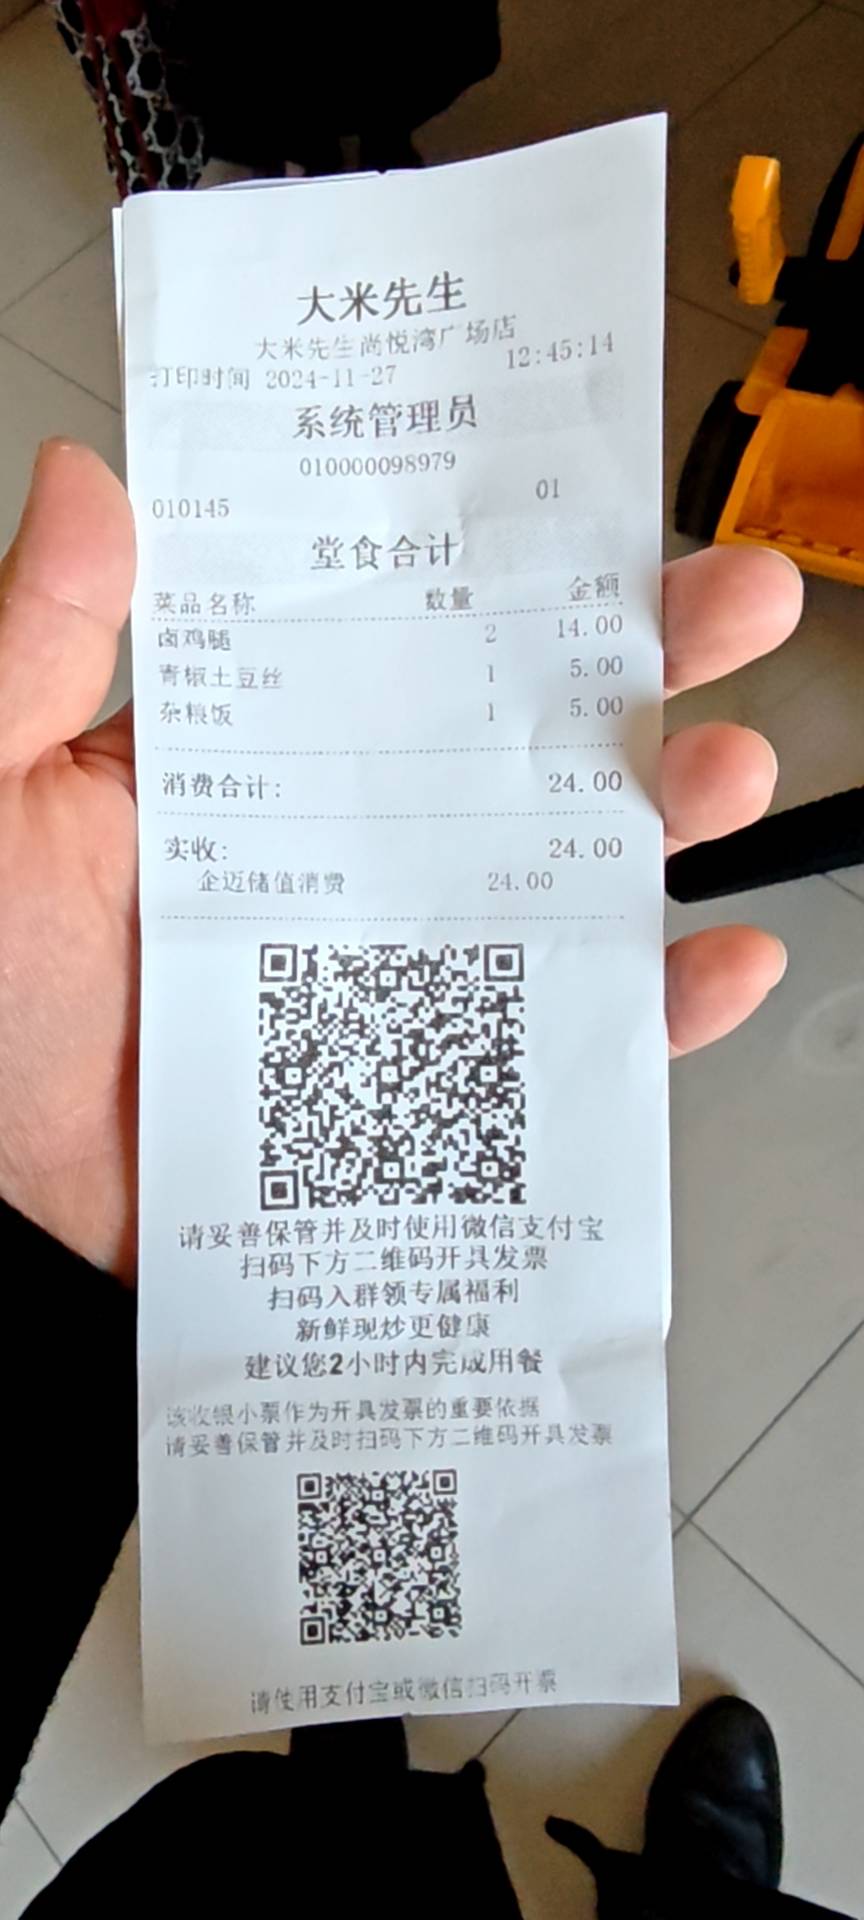 大米先生
大米先生尚悦湾广场店
打印时间 2024-11-27 12:45:14
系统管理员
010000098979
010145 01
堂食合计
菜品名称 数量 金额
卤鸡腿 2 14.00
青椒土豆丝 1 5.00
杂粮饭 1 5.00
消费合计: 24.00
实收: 24.00
企迈储值消费 24.00
请妥善保管并及时使用微信支付宝
扫码下方二维码开具发票
扫码入群领专属福利
新鲜现炒更健康
建议您2小时内完成用餐
该收银小票作为开具发票的重要依据
请妥善保管并及时扫码下方二维码开具发票
请使用支付宝或微信扫码开票